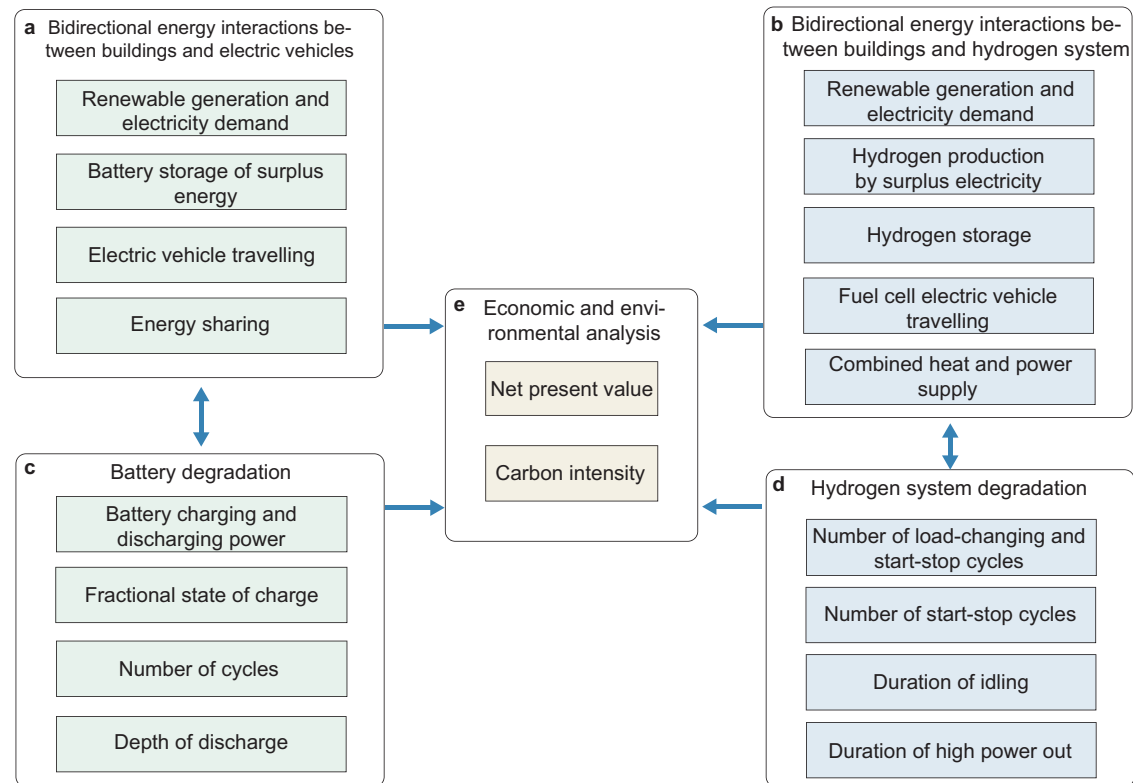 a Bidirectional energy interactions
between buildings and electric vehicles
Renewable generation and
electricity demand
Battery storage of surplus
energy
Electric vehicle travelling
Energy sharing
b Bidirectional energy interactions be-
tween buildings and hydrogen system
Renewable generation and
electricity demand
Hydrogen production
by surplus electricity
Hydrogen storage
Fuel cell electric vehicle
travelling
Combined heat and power
supply
e Economic and envi-
ronmental analysis
Net present value
Carbon intensity
c Battery degradation
Battery charging and
discharging power
Fractional state of charge
Number of cycles
Depth of discharge
d Hydrogen system degradation
Number of load-changing and
start-stop cycles
Number of start-stop cycles
Duration of idling
Duration of high power out